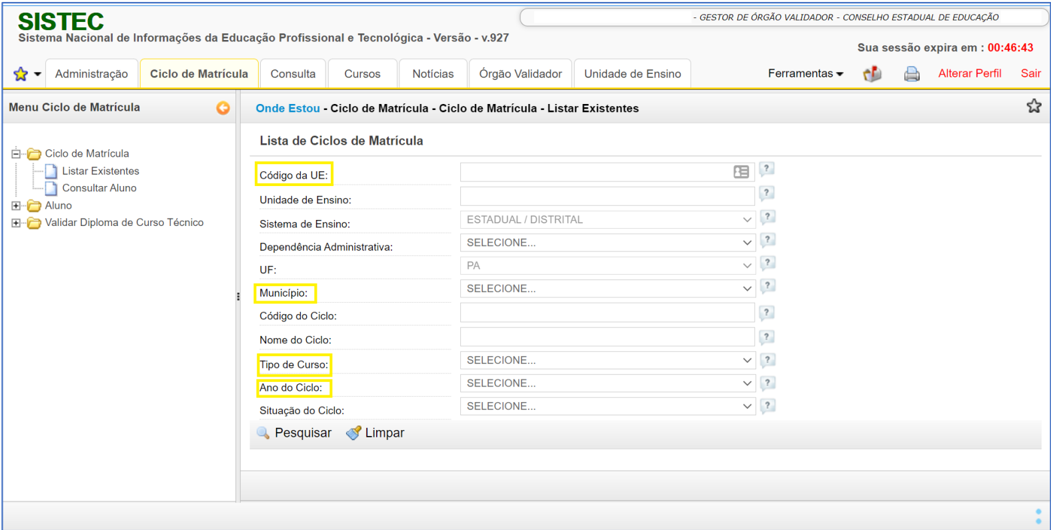 SISTEC
Sistema Nacional de Informações da Educação Profissional e Tecnológica - Versão - v.927
- GESTOR DE ÓRGÃO VALIDADOR - CONSELHO ESTADUAL DE EDUCAÇÃO
Sua sessão expira em : 00:46:43
Administração Ciclo de Matrícula Consulta Cursos Notícias Órgão Validador Unidade de Ensino Ferramentas Alterar Perfil Sair
Menu Ciclo de Matricula
Ciclo de Matrícula
Listar Existentes
Consultar Aluno
Aluno
Validar Diploma de Curso Técnico
Onde Estou - Ciclo de Matrícula - Ciclo de Matrícula - Listar Existentes
Lista de Ciclos de Matricula
Código da UE: ?
Unidade de Ensino: ?
Sistema de Ensino: ESTADUAL / DISTRITAL ?
Dependência Administrativa: SELECIONE... ?
UF: PA ?
Município: SELECIONE... ?
Código do Ciclo: ?
Nome do Ciclo: ?
Tipo de Curso: SELECIONE... ?
Ano do Ciclo: SELECIONE... ?
Situação do Ciclo: SELECIONE... ?
Pesquisar Limpar